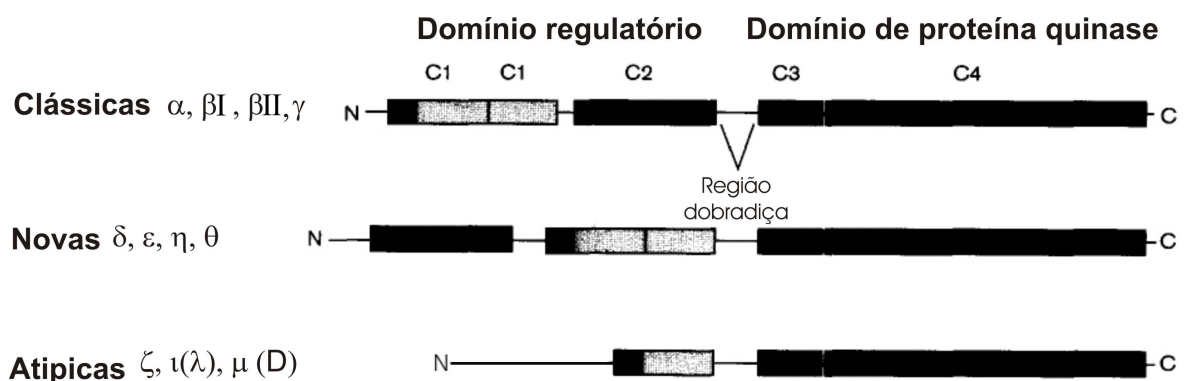 Domínio regulatório Domínio de proteína quinase
C1 C1 C2 C3 C4
Clássicas α, βI , βII,γ N C
Região
dobradiça
Novas δ, ε, η, θ N C
Atipicas ζ, ι(λ), μ (D) N C